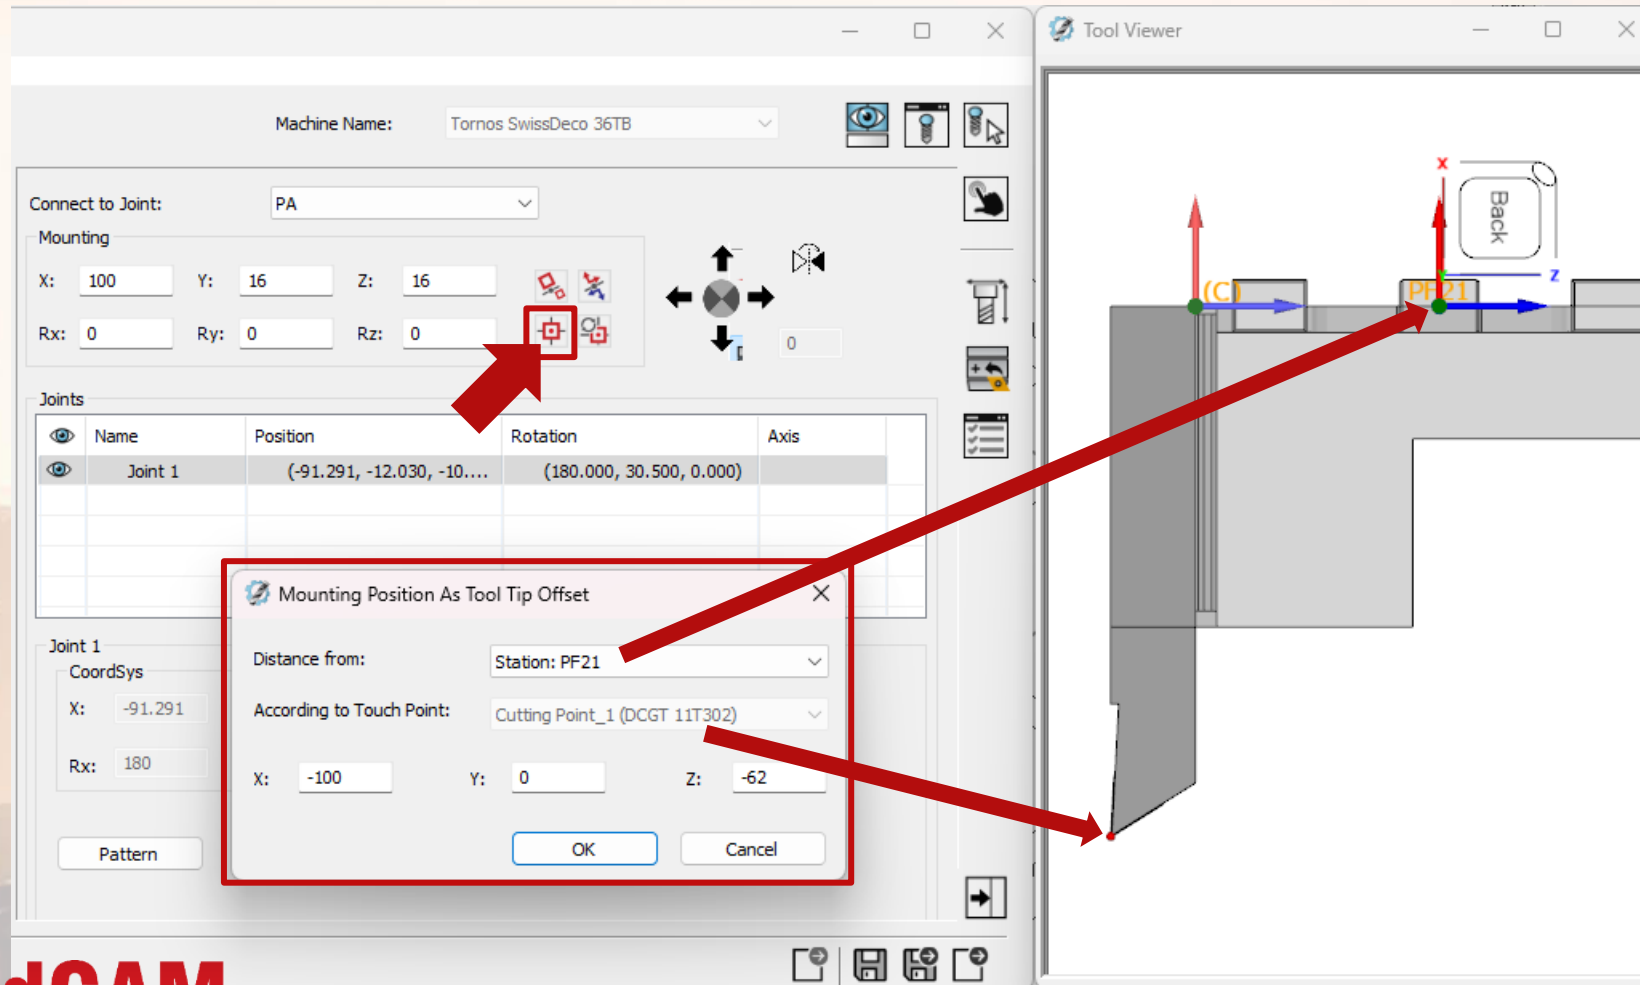 Tool Viewer
Machine Name: Tornos SwissDeco 36TB
Connect to Joint: PA
Mounting
X: 100 Y: 16 Z: 16
Rx: 0 Ry: 0 Rz: 0
0
Joints
Name Position Rotation Axis
Joint 1 (-91.291, -12.030, -10.... (180.000, 30.500, 0.000)
Mounting Position As Tool Tip Offset
Distance from: Station: PF21
According to Touch Point: Cutting Point_1 (DCGT 11T302)
X: -100 Y: 0 Z: -62
OK Cancel
Joint 1
CoordSys
X: -91.291
Rx: 180
Pattern
X
Back
Z
(C)
PF21
dCAM